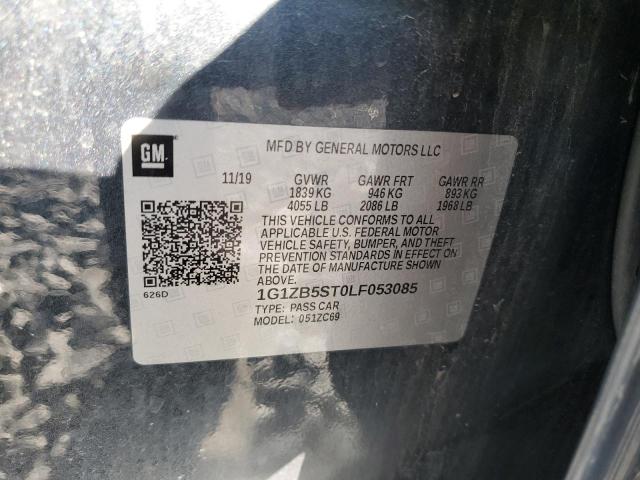 GM
MFD BY GENERAL MOTORS LLC
11/19 GVWR GAWR FRT GAWR RR
1839 KG 946 KG 893 KG
4055 LB 2086 LB 1968 LB
THIS VEHICLE CONFORMS TO ALL
APPLICABLE U.S. FEDERAL MOTOR
VEHICLE SAFETY, BUMPER, AND THEFT
PREVENTION STANDARDS IN EFFECT ON
THE DATE OF MANUFACTURE SHOWN
ABOVE.
626D
1G1ZB5ST0LF053085
TYPE: PASS CAR
MODEL: 051ZC69